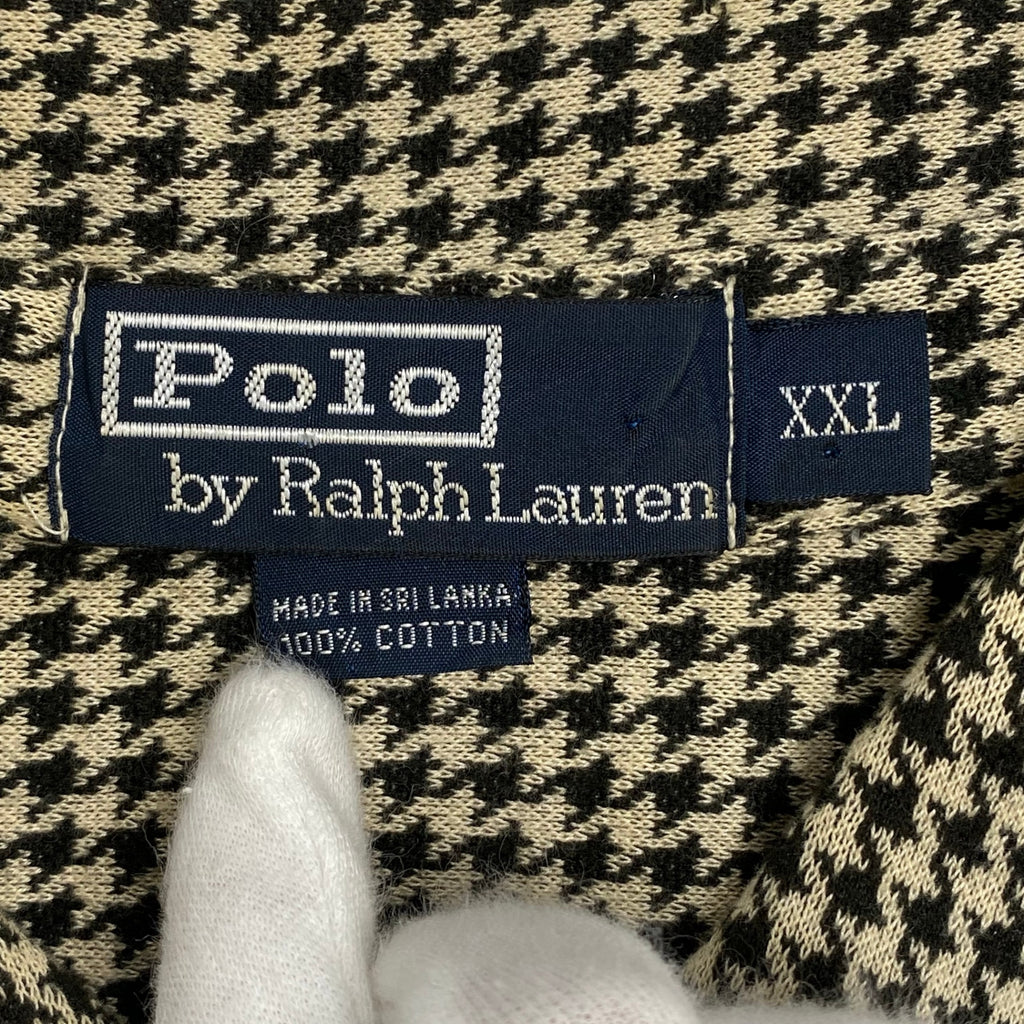 Polo
by Ralph Lauren
XXL
MADE IN SRI LANKA
100% COTTON